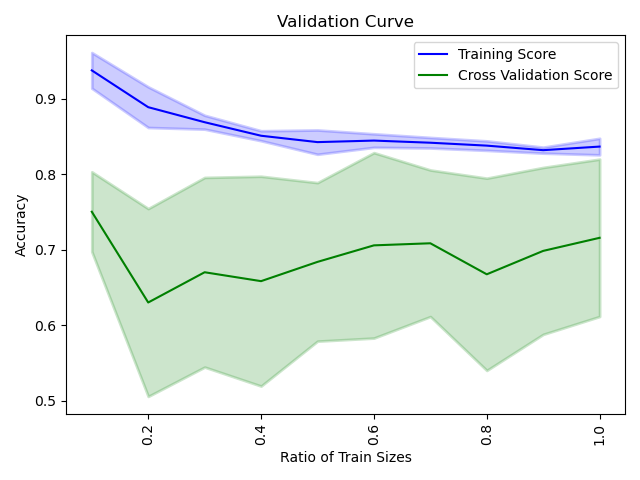 Validation Curve
Training Score
Cross Validation Score
Accuracy
0.9
0.8
0.7
0.6
0.5
0.2
0.4
0.6
0.8
1.0
Ratio of Train Sizes